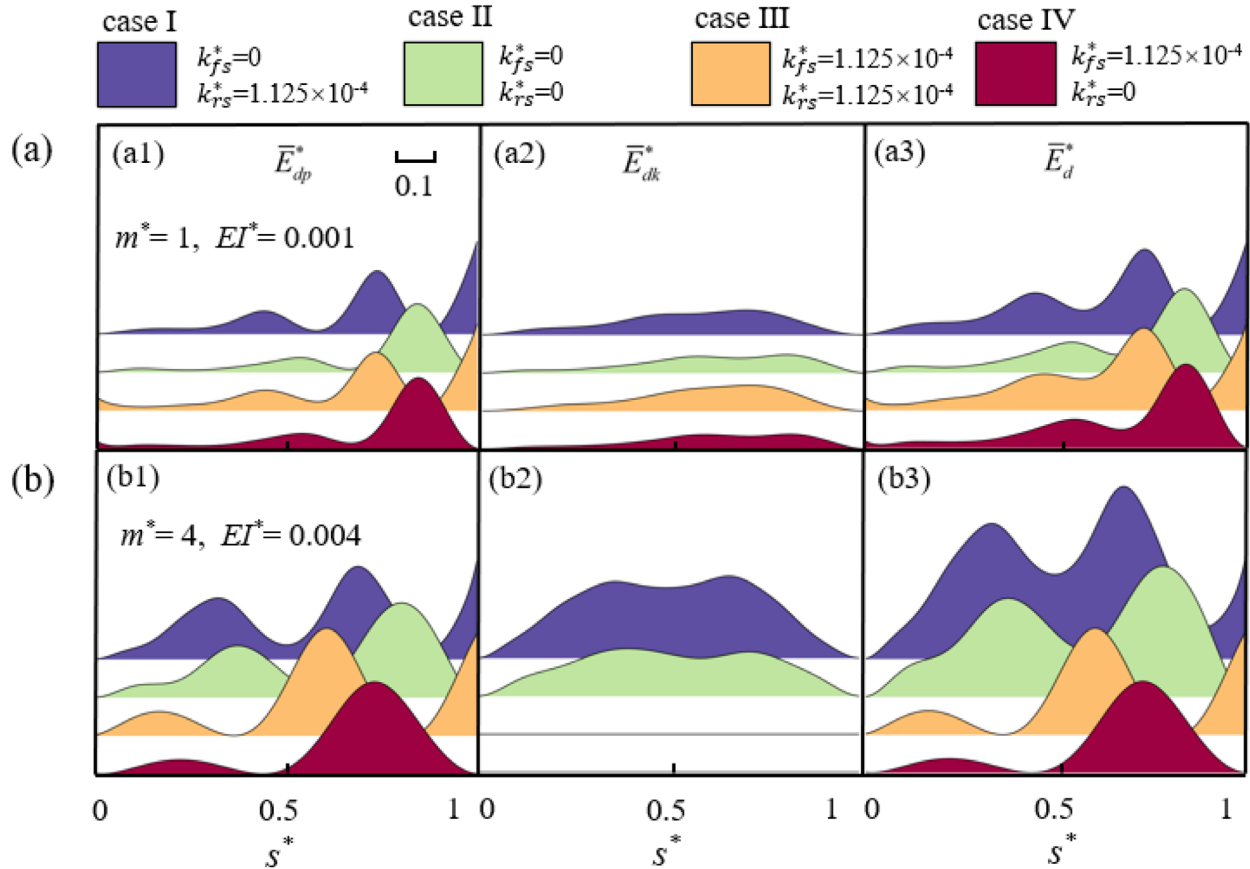 case I case II case III case IV
k*fs=0 k*fs=0 k*fs=1.125×10-4 k*fs=1.125×10-4
k*rs=1.125×10-4 k*rs=0 k*rs=1.125×10-4 k*rs=0
(a) (a1) Ē*dp (a2) Ē*dk (a3) Ē*d
0.1
m*= 1, EI*= 0.001
(b) (b1) (b2) (b3)
m*= 4, EI*= 0.004
0 0.5 1 0 0.5 1 0 0.5 1
s* s* s*